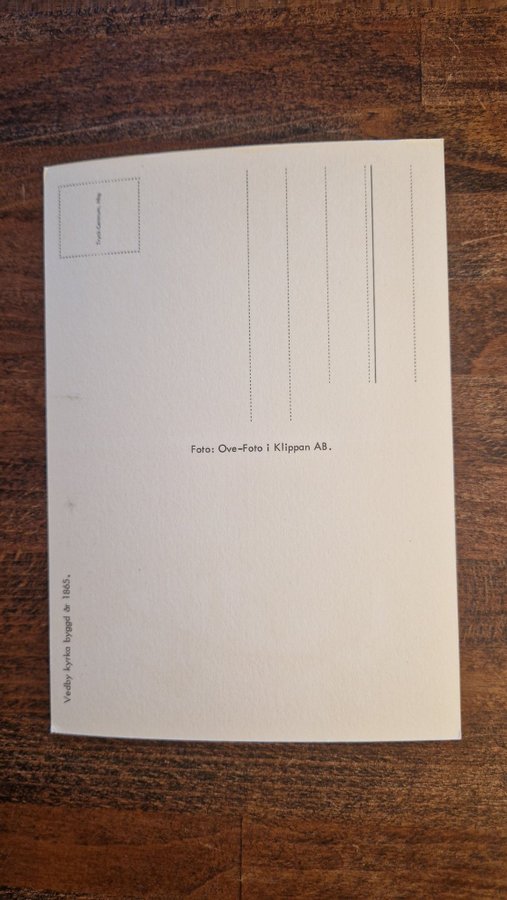 Vedby kyrka byggd år 1865.
Foto: Ove-Foto i Klippan AB.